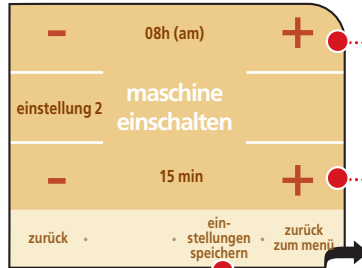 − 08h (am) +
einstellung 2
maschine
einschalten
− 15 min +
zurück
ein-
stellungen
speichern
zurück
zum menü